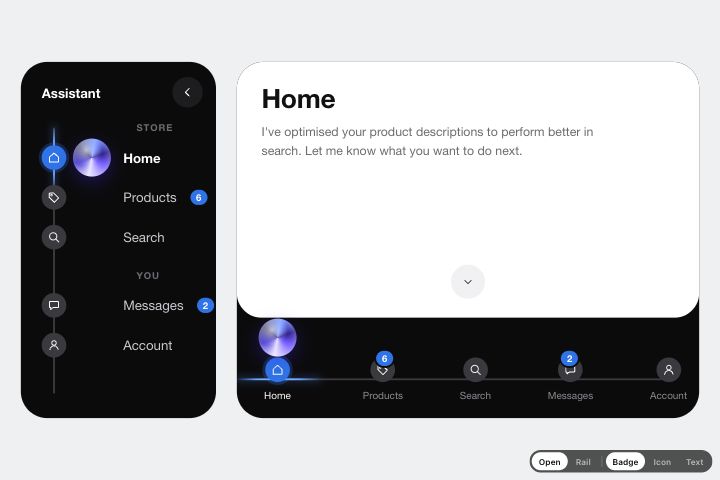 Assistant
STORE
Home
Products 6
Search
YOU
Messages 2
Account
Home
I've optimised your product descriptions to perform better in
search. Let me know what you want to do next.
6
2
Home Products Search Messages Account
Open Rail Badge Icon Text